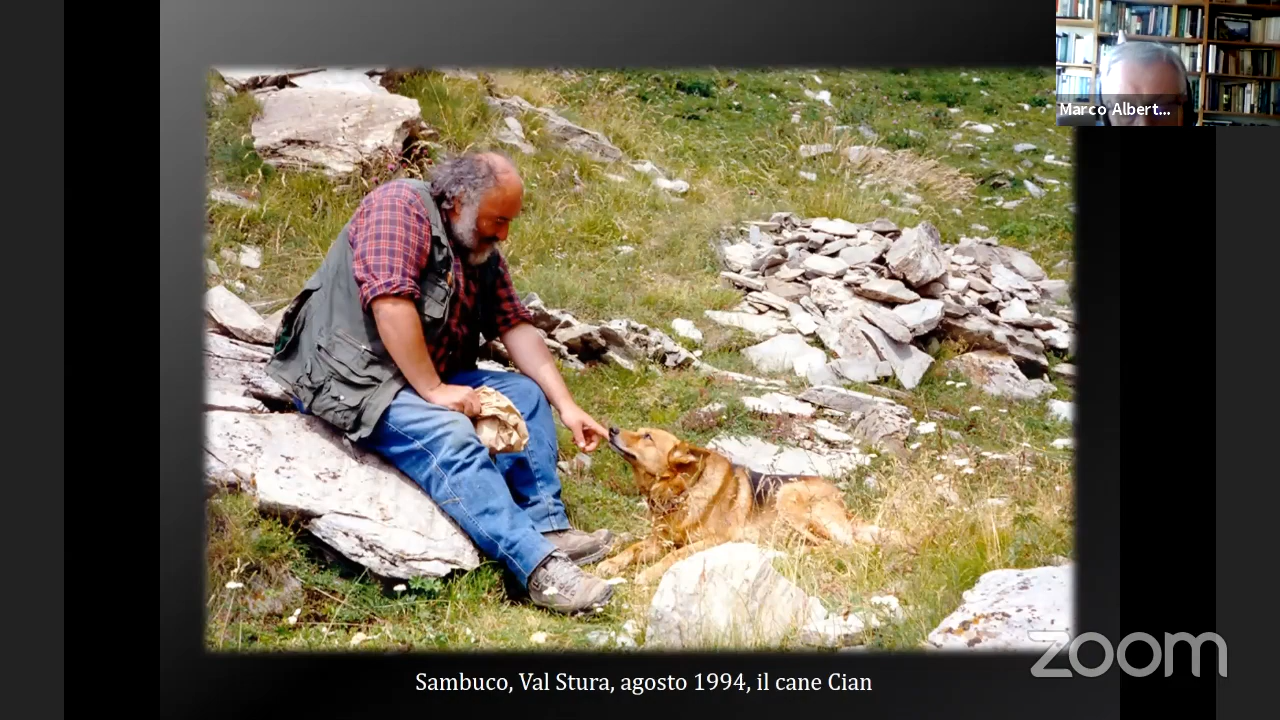 Marco Albert...
Sambuco, Val Stura, agosto 1994, il cane Cian
zoom